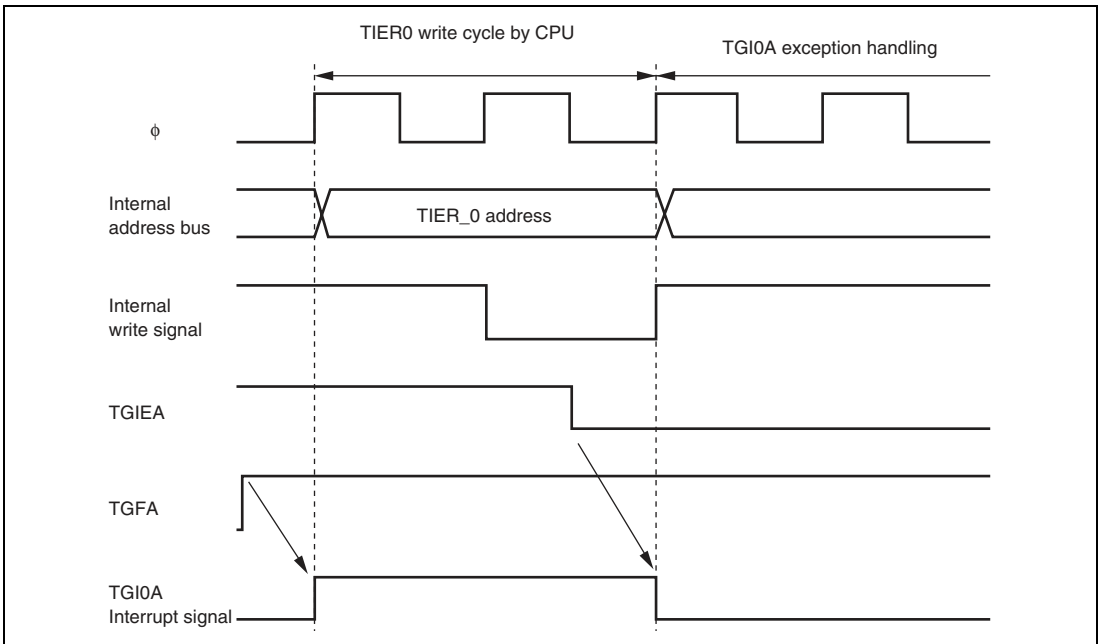 TIER0 write cycle by CPU
TGI0A exception handling
ϕ
Internal
address bus
TIER_0 address
Internal
write signal
TGIEA
TGFA
TGI0A
Interrupt signal